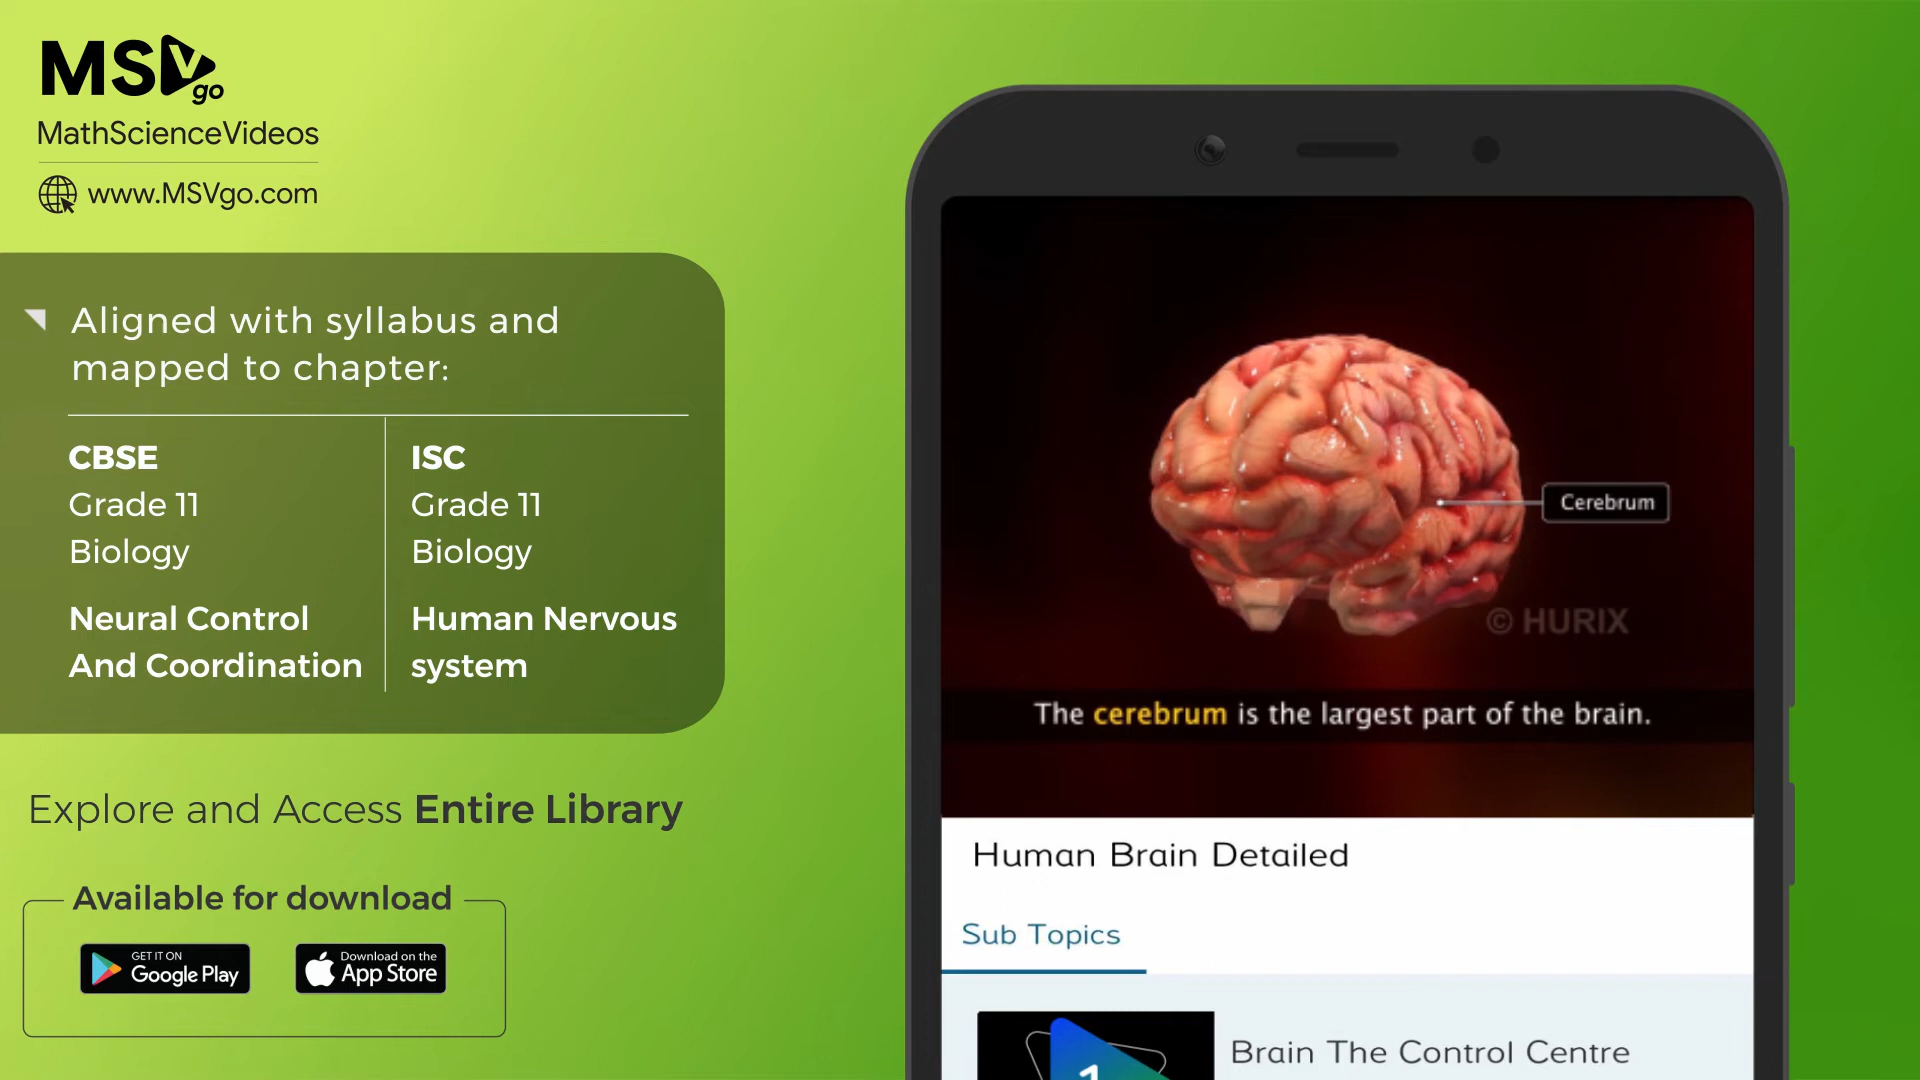 MSV go
MathScienceVideos
www.MSVgo.com
Aligned with syllabus and
mapped to chapter:
CBSE
Grade 11
Biology
Neural Control
And Coordination
ISC
Grade 11
Biology
Human Nervous
system
Explore and Access Entire Library
Available for download
GET IT ON
Google Play
Download on the
App Store
Cerebrum
© HURIX
The cerebrum is the largest part of the brain.
Human Brain Detailed
Sub Topics
1
Brain The Control Centre